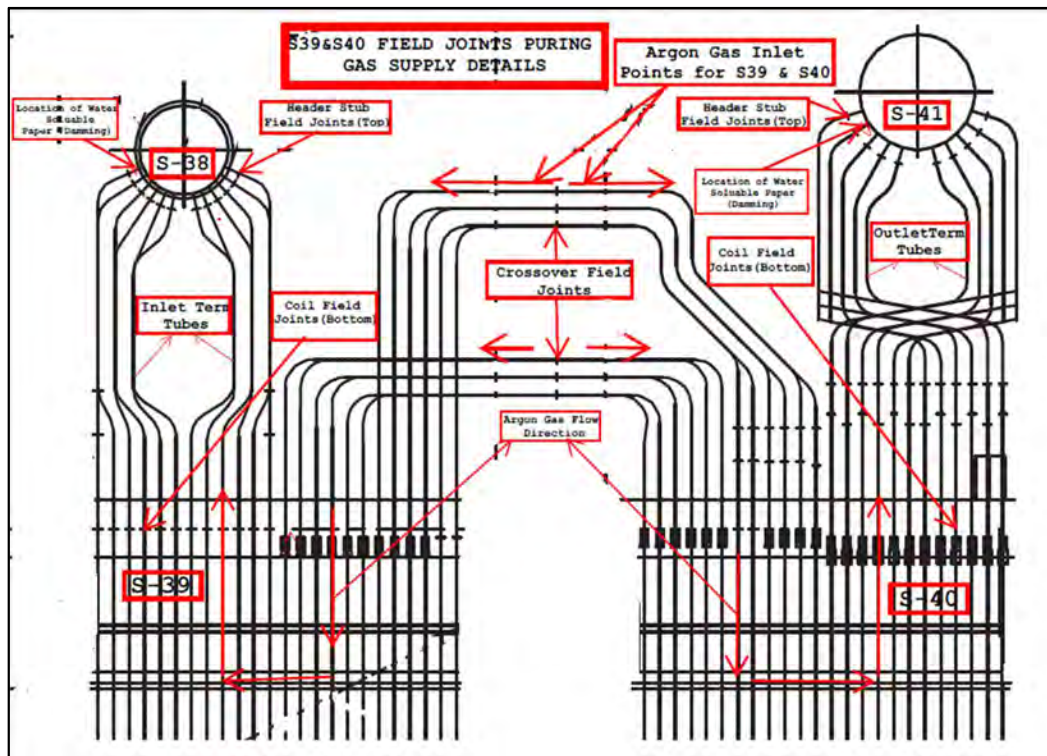 S39&S40 FIELD JOINTS PURING
GAS SUPPLY DETAILS
Argon Gas Inlet
Points for S39 & S40
Location of Water
Soluable
Paper (Damming)
Header Stub
Field Joints(Top)
S-38
Header Stub
Field Joints(Top)
S-41
Location of Water
Soluable Paper
(Damming)
OutletTerm
Tubes
Coil Field
Joints(Bottom)
Crossover Field
Joints
Inlet Term
Tubes
Coil Field
Joints(Bottom)
Argon Gas Flow
Direction
S-39
S-40